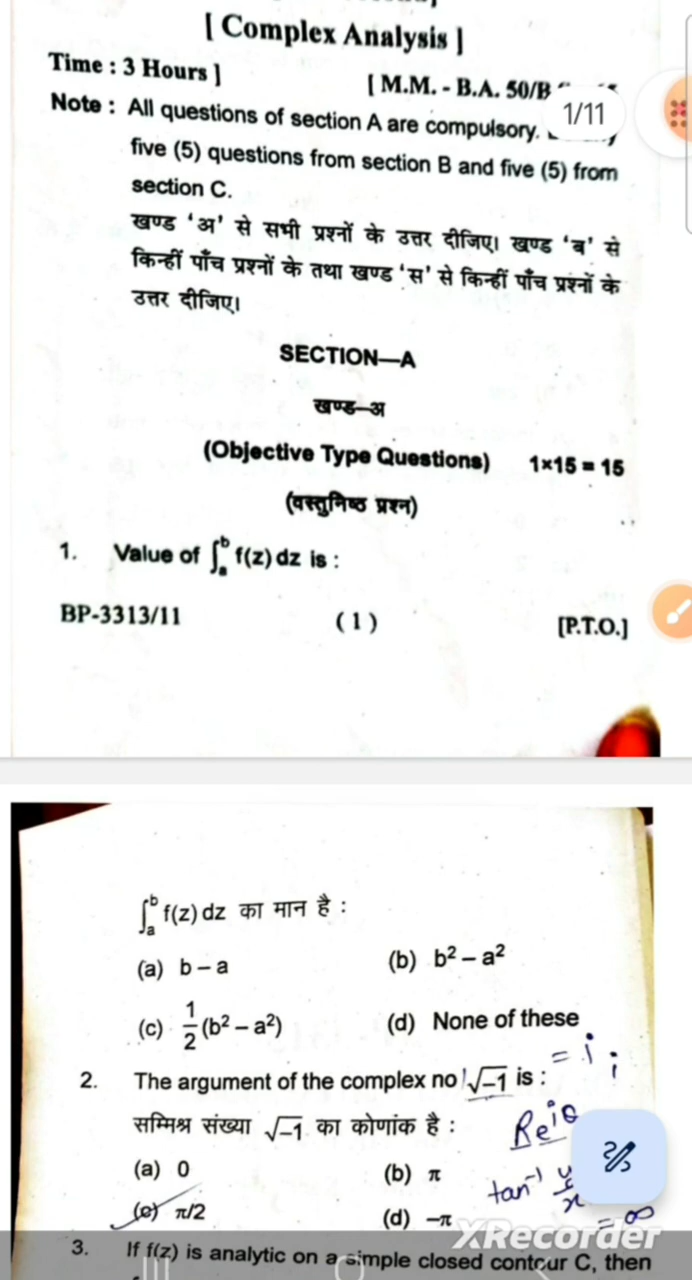 [ Complex Analysis ]
Time : 3 Hours ]
[ M.M. - B.A. 50/B
1/11
Note : All questions of section A are compulsory.
five (5) questions from section B and five (5) from
section C.
खण्ड 'अ' से सभी प्रश्नों के उत्तर दीजिए। खण्ड 'ब' से
किन्हीं पाँच प्रश्नों के तथा खण्ड 'स' से किन्हीं पाँच प्रश्नों के
उत्तर दीजिए।
SECTION—A
खण्ड—अ
(Objective Type Questions) 1×15 = 15
(वस्तुनिष्ठ प्रश्न)
1. Value of ∫ₐᵇ f(z) dz is :
BP-3313/11 ( 1 ) [P.T.O.]
∫ₐᵇ f(z) dz का मान है :
(a) b – a (b) b² – a²
(c) 1/2 (b² – a²) (d) None of these
2. The argument of the complex no √–1 is : = i
सम्मिश्र संख्या √–1 का कोणांक है : Re^iθ
(a) 0 (b) π tan⁻¹ y/x
(c) π/2 (d) –π = ∞
XRecorder
3. If f(z) is analytic on a simple closed contour C, then